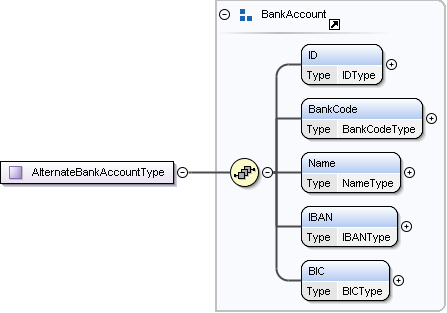 BankAccount
ID
Type IDType
BankCode
Type BankCodeType
AlternateBankAccountType
Name
Type NameType
IBAN
Type IBANType
BIC
Type BICType